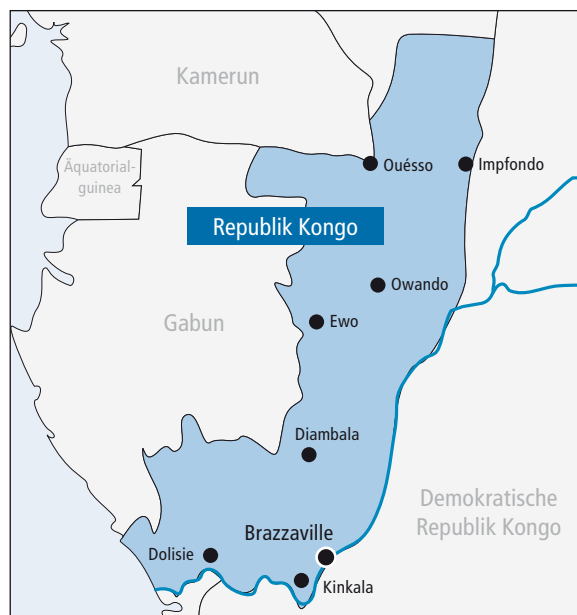 Kamerun
Äquatorial-
guinea
Ouésso
Impfondo
Republik Kongo
Owando
Gabun
Ewo
Diambala
Demokratische
Republik Kongo
Brazzaville
Dolisie
Kinkala